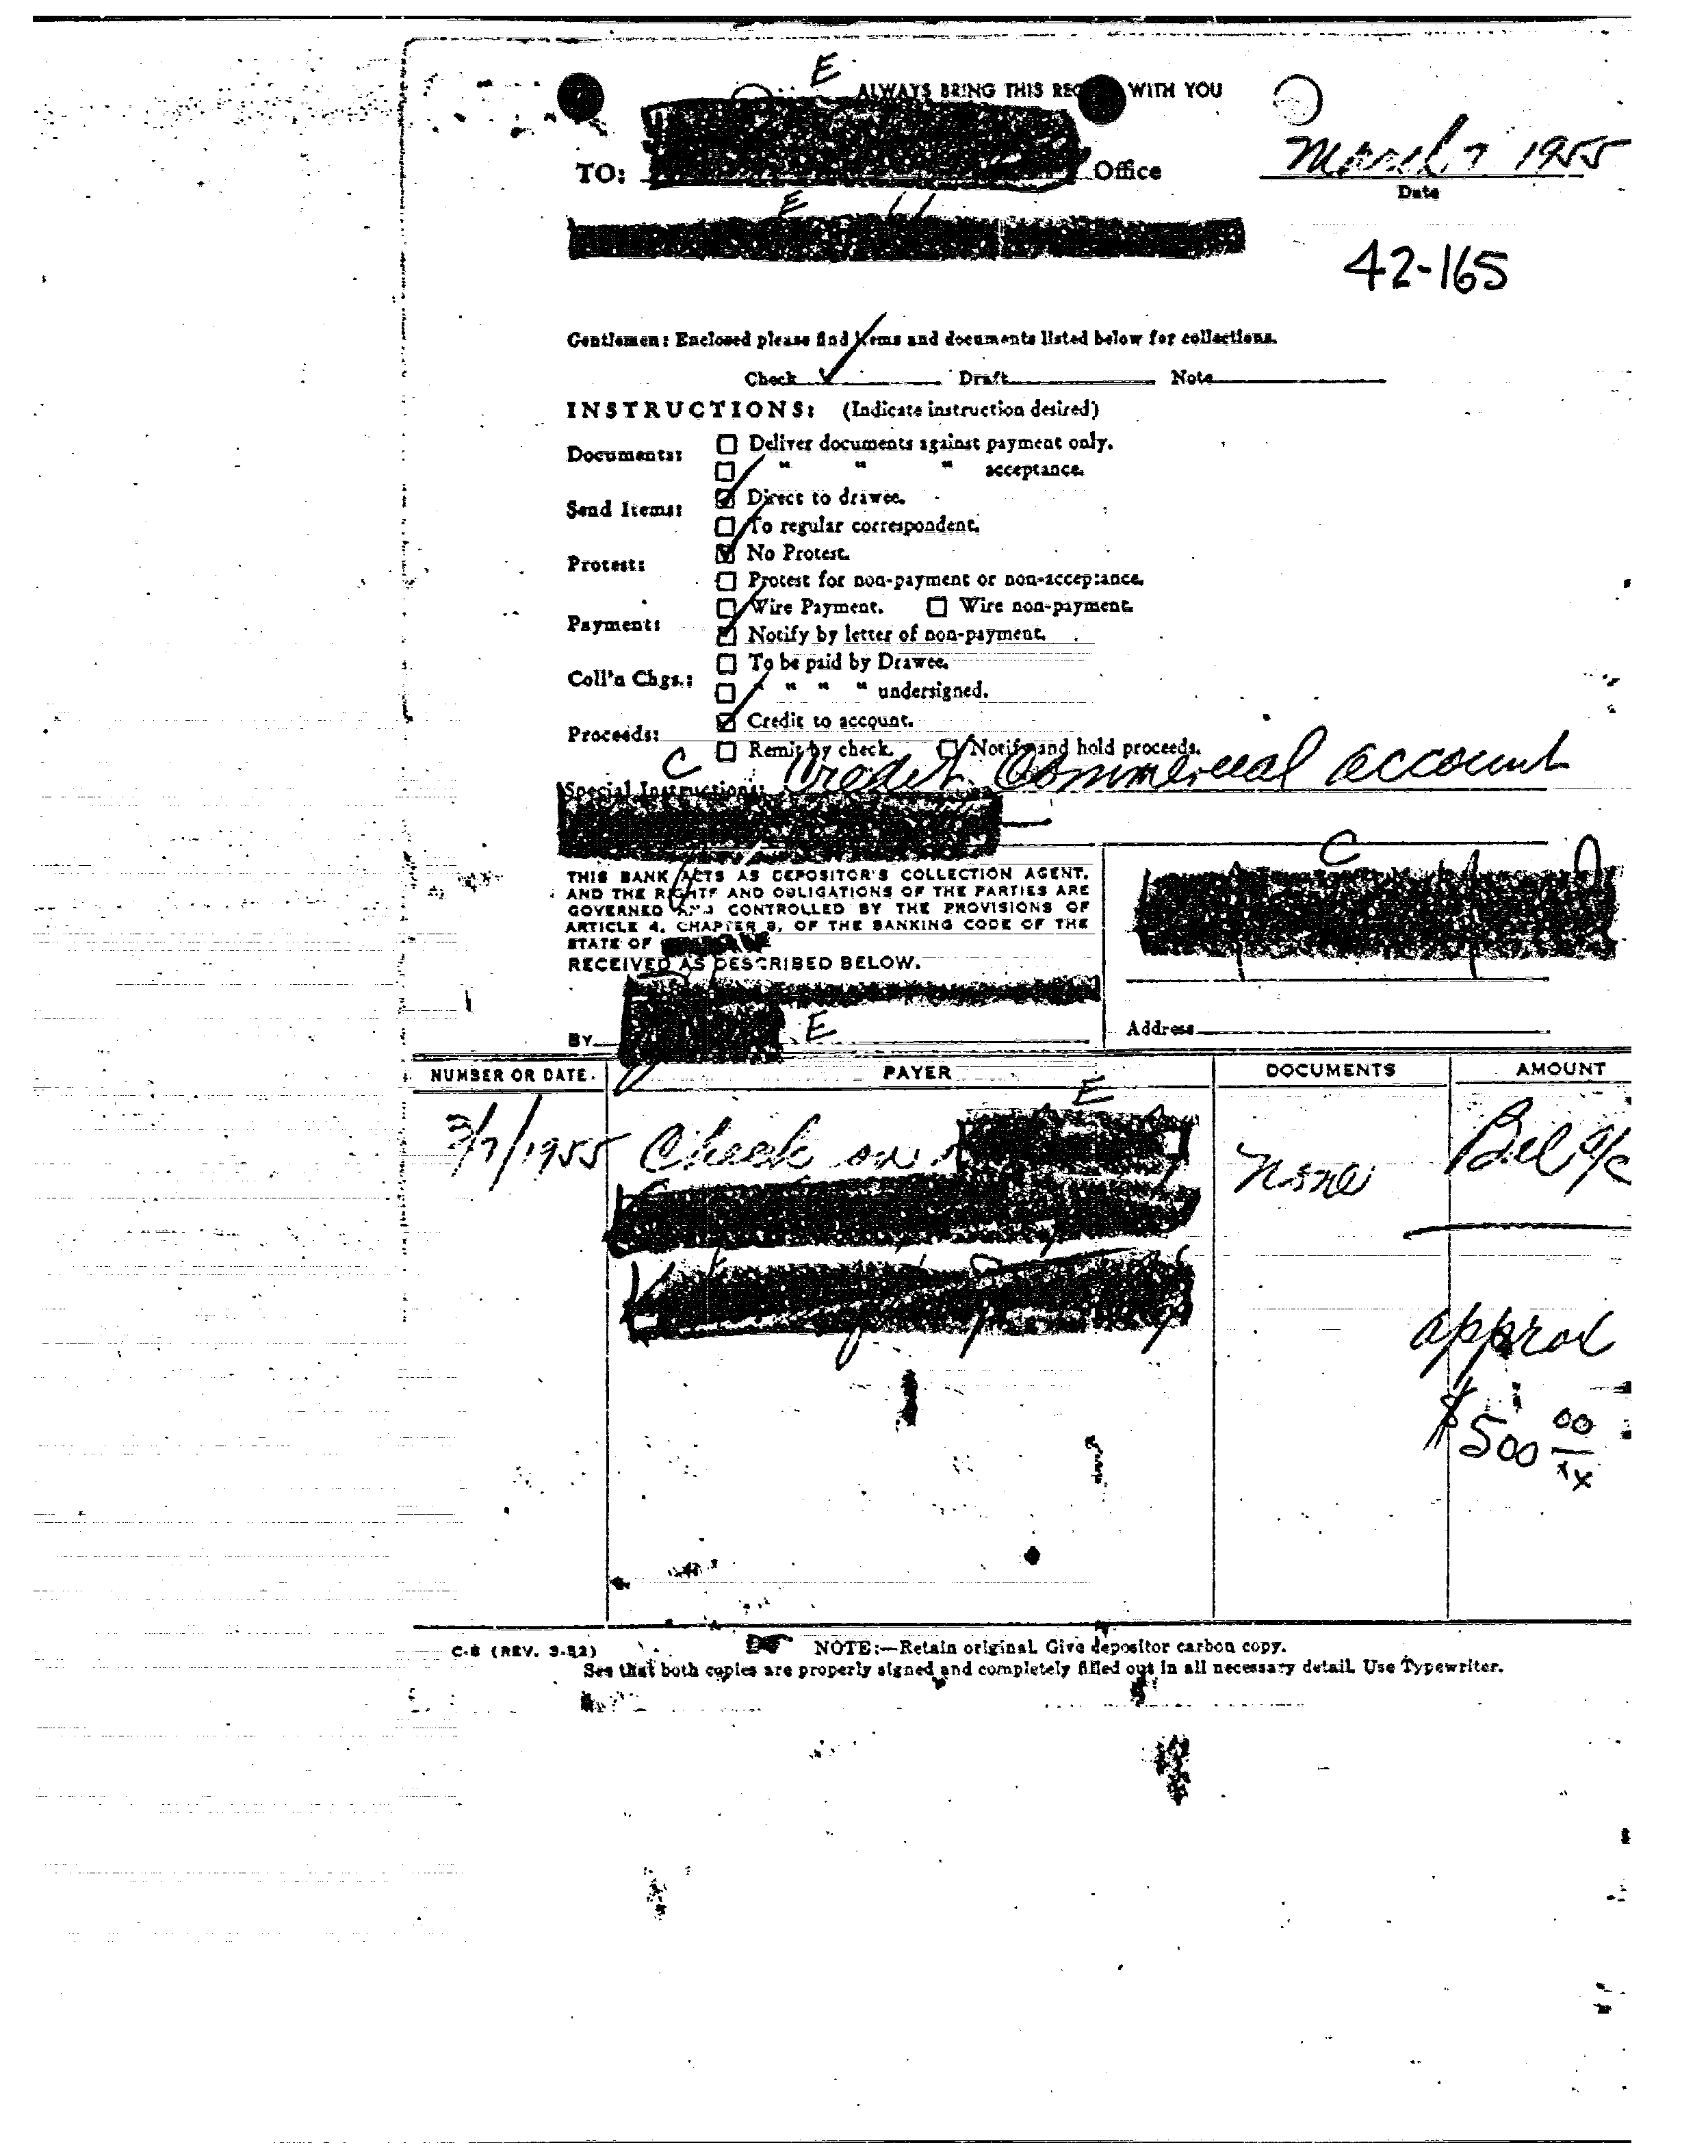 E
ALWAYS BRING THIS REC WITH YOU
TO: Office
March 7 1955
Date
E
42-165
Gentlemen: Enclosed please find items and documents listed below for collections.
Check Draft Note
INSTRUCTIONS: (Indicate instruction desired)
Documents: Deliver documents against payment only.
" " " acceptance.
Send Items: Direct to drawee.
To regular correspondent.
Protest: No Protest.
Protest for non-payment or non-acceptance.
Payment: Wire Payment. Wire non-payment.
Notify by letter of non-payment.
Coll'n Chgs.: To be paid by Drawee.
" " " " undersigned.
Proceeds: Credit to account.
Remit by check. Notify and hold proceeds.
C
Special Instructions: Credit Commercial account
C
THIS BANK ACTS AS DEPOSITOR'S COLLECTION AGENT,
AND THE RIGHTS AND OBLIGATIONS OF THE PARTIES ARE
GOVERNED AND CONTROLLED BY THE PROVISIONS OF
ARTICLE 4, CHAPTER 8, OF THE BANKING CODE OF THE
STATE OF
RECEIVED AS DESCRIBED BELOW.
BY E
Address
NUMBER OR DATE. PAYER DOCUMENTS AMOUNT
E
3/7/1955 Check on None Bal a/c
approx
$500 00/xx
C-8 (REV. 3-52) NOTE:—Retain original. Give depositor carbon copy.
See that both copies are properly signed and completely filled out in all necessary detail. Use Typewriter.